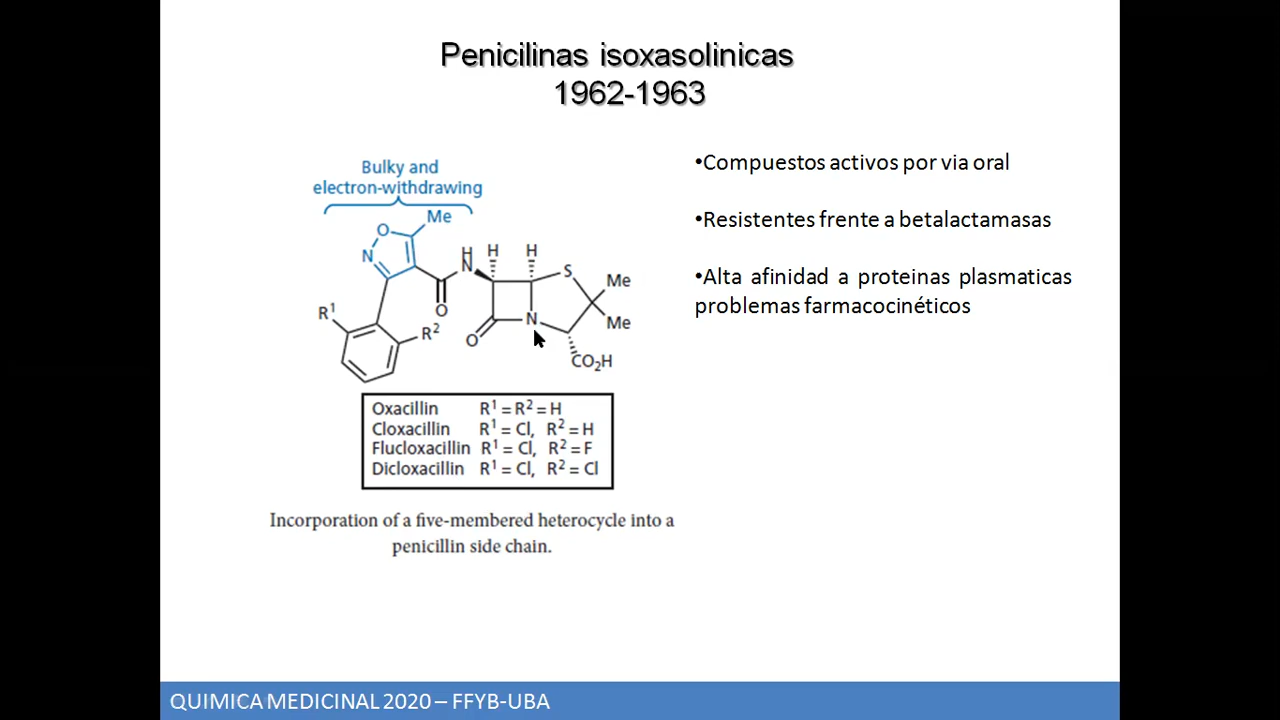 Penicilinas isoxasolinicas
1962-1963
Bulky and
electron-withdrawing
Me
O
N
H
N
H
H
S
Me
Me
O
R¹
R²
O
N
CO₂H
Oxacillin R¹ = R² = H
Cloxacillin R¹ = Cl, R² = H
Flucloxacillin R¹ = Cl, R² = F
Dicloxacillin R¹ = Cl, R² = Cl
Incorporation of a five-membered heterocycle into a
penicillin side chain.
•Compuestos activos por via oral
•Resistentes frente a betalactamasas
•Alta afinidad a proteinas plasmaticas
problemas farmacocinéticos
QUIMICA MEDICINAL 2020 – FFYB-UBA